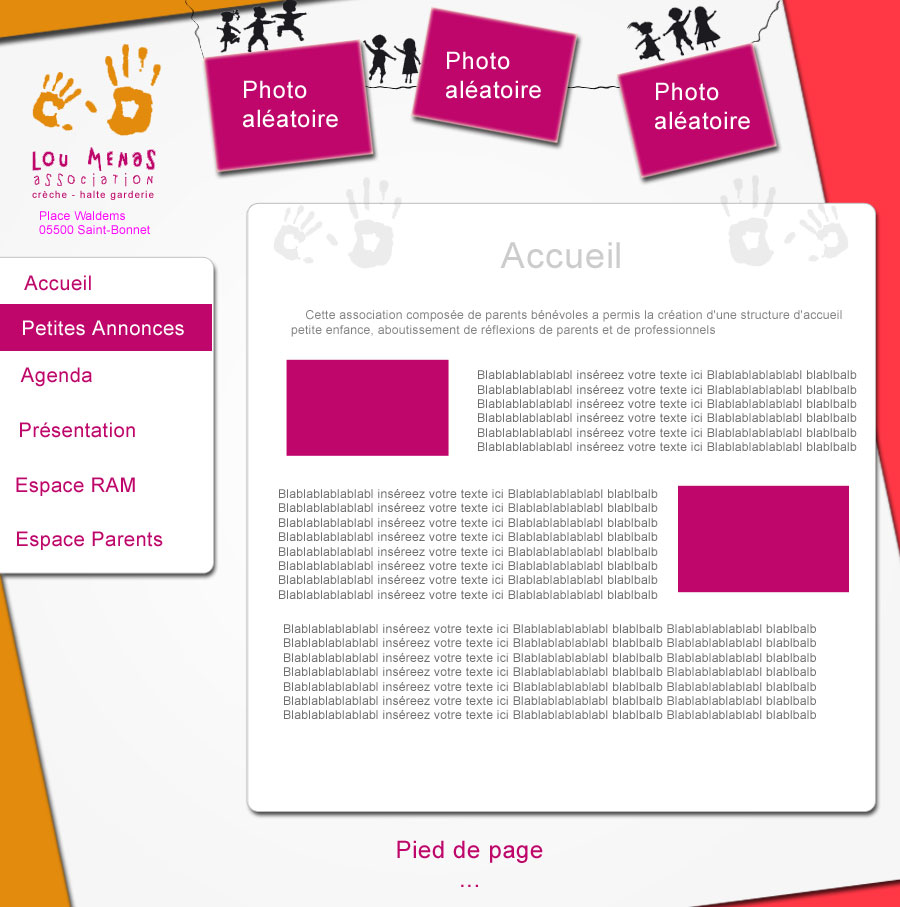 Photo
aléatoire
Photo
aléatoire
Photo
aléatoire
LOU MENAS
ASSOCIATION
crèche - halte garderie
Place Waldems
05500 Saint-Bonnet
Accueil
Petites Annonces
Agenda
Présentation
Espace RAM
Espace Parents
Accueil
Cette association composée de parents bénévoles a permis la création d'une structure d'accueil
petite enfance, aboutissement de réflexions de parents et de professionnels
Blablablablablabl inséreez votre texte ici Blablablablablabl blablbalb
Blablablablablabl inséreez votre texte ici Blablablablablabl blablbalb
Blablablablablabl inséreez votre texte ici Blablablablablabl blablbalb
Blablablablablabl inséreez votre texte ici Blablablablablabl blablbalb
Blablablablablabl inséreez votre texte ici Blablablablablabl blablbalb
Blablablablablabl inséreez votre texte ici Blablablablablabl blablbalb
Blablablablablabl inséreez votre texte ici Blablablablablabl blablbalb
Blablablablablabl inséreez votre texte ici Blablablablablabl blablbalb
Blablablablablabl inséreez votre texte ici Blablablablablabl blablbalb
Blablablablablabl inséreez votre texte ici Blablablablablabl blablbalb
Blablablablablabl inséreez votre texte ici Blablablablablabl blablbalb
Blablablablablabl inséreez votre texte ici Blablablablablabl blablbalb
Blablablablablabl inséreez votre texte ici Blablablablablabl blablbalb
Blablablablablabl inséreez votre texte ici Blablablablablabl blablbalb
Blablablablablabl inséreez votre texte ici Blablablablablabl blablbalb Blablablablablabl blablbalb
Blablablablablabl inséreez votre texte ici Blablablablablabl blablbalb Blablablablablabl blablbalb
Blablablablablabl inséreez votre texte ici Blablablablablabl blablbalb Blablablablablabl blablbalb
Blablablablablabl inséreez votre texte ici Blablablablablabl blablbalb Blablablablablabl blablbalb
Blablablablablabl inséreez votre texte ici Blablablablablabl blablbalb Blablablablablabl blablbalb
Blablablablablabl inséreez votre texte ici Blablablablablabl blablbalb Blablablablablabl blablbalb
Blablablablablabl inséreez votre texte ici Blablablablablabl blablbalb Blablablablablabl blablbalb
Pied de page
...